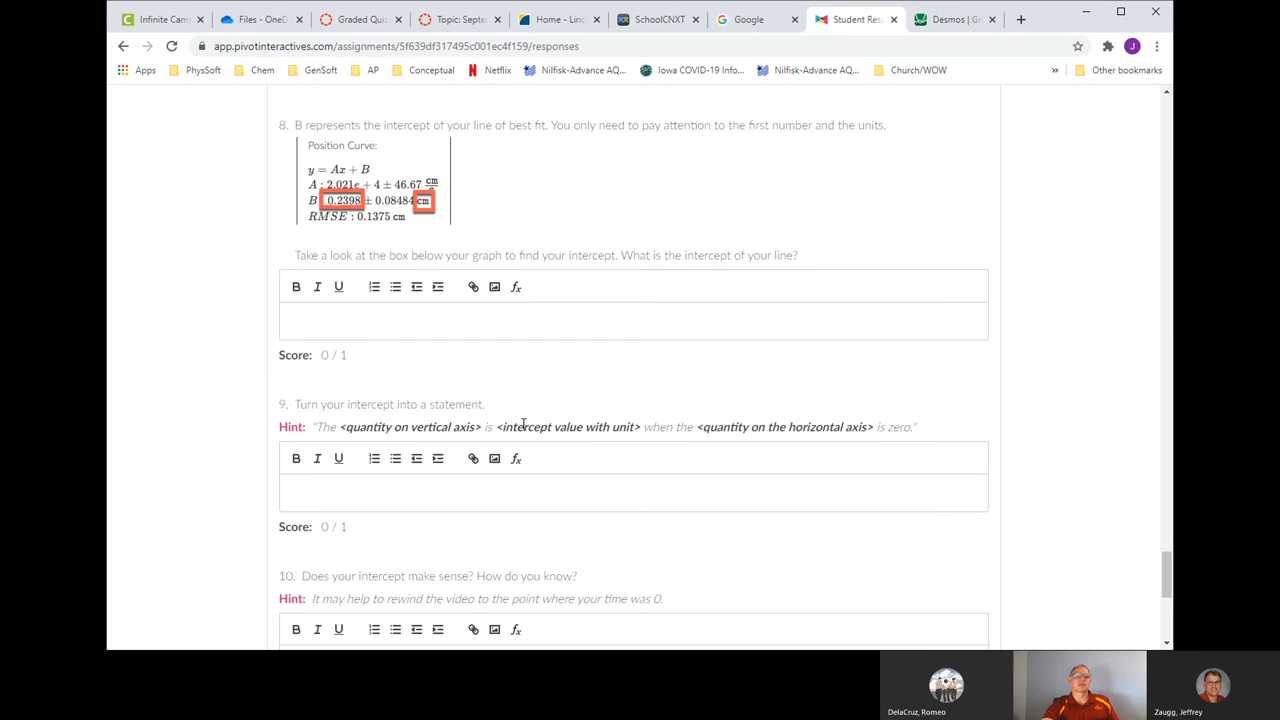 Infinite Cam
Files - OneD
Graded Quiz
Topic: Septe
Home - Linc
SchoolCNXT
Google
Student Res
Desmos | Gr
app.pivotinteractives.com/assignments/5f639df317495c001ec4f159/responses
J
Apps
PhysSoft
Chem
GenSoft
AP
Conceptual
Netflix
Nilfisk-Advance AQ...
Iowa COVID-19 Info...
Nilfisk-Advance AQ...
Church/WOW
»
Other bookmarks
8. B represents the intercept of your line of best fit. You only need to pay attention to the first number and the units.
Position Curve:
y = Ax + B
A : 2.021e + 4 ± 46.67 cm
B 0.2398 ± 0.08484 cm
RMSE : 0.1375 cm
Take a look at the box below your graph to find your intercept. What is the intercept of your line?
B I U fx
Score: 0 / 1
9. Turn your intercept into a statement.
Hint: "The <quantity on vertical axis> is <intercept value with unit> when the <quantity on the horizontal axis> is zero."
B I U fx
Score: 0 / 1
10. Does your intercept make sense? How do you know?
Hint: It may help to rewind the video to the point where your time was 0.
B I U fx
DelaCruz, Romeo
Zaugg, Jeffrey